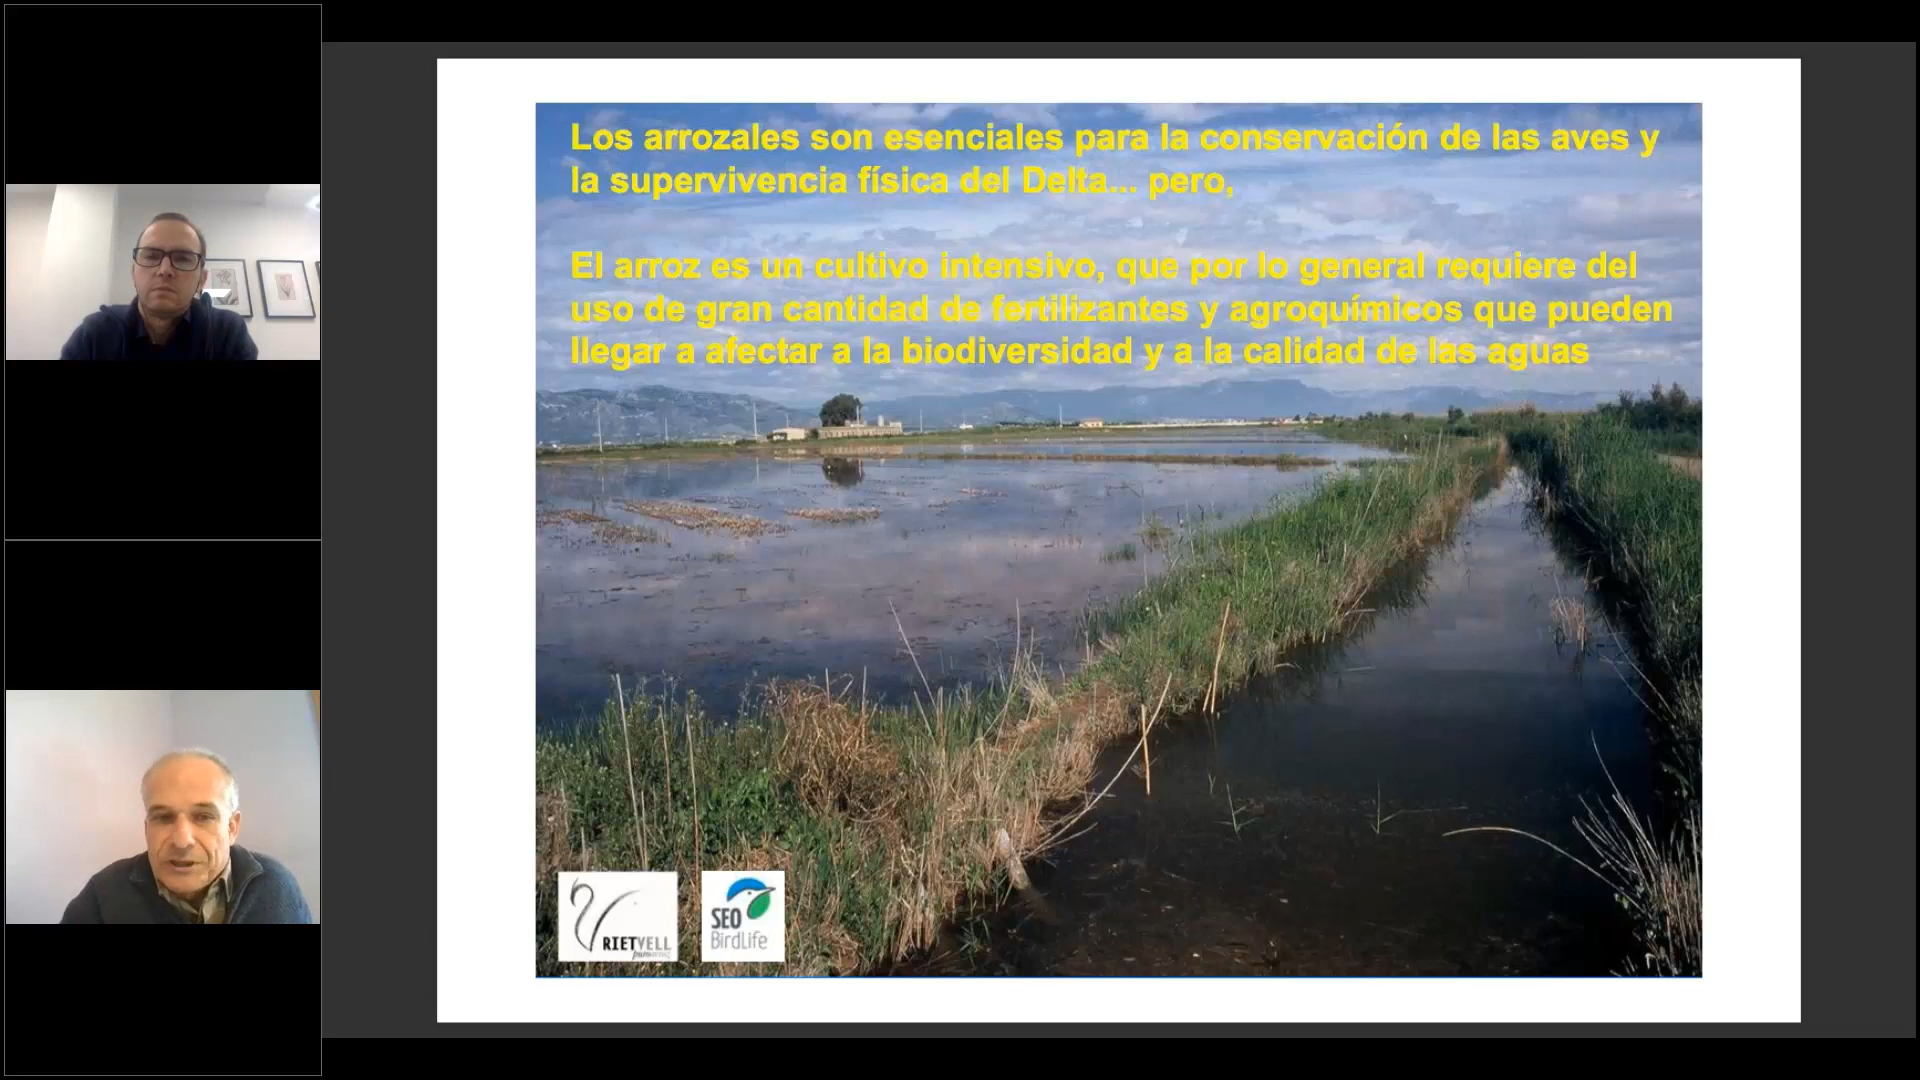 Los arrozales son esenciales para la conservación de las aves y
la supervivencia física del Delta... pero,
El arroz es un cultivo intensivo, que por lo general requiere del
uso de gran cantidad de fertilizantes y agroquímicos que pueden
llegar a afectar a la biodiversidad y a la calidad de las aguas
RIETVELL
SEO
BirdLife